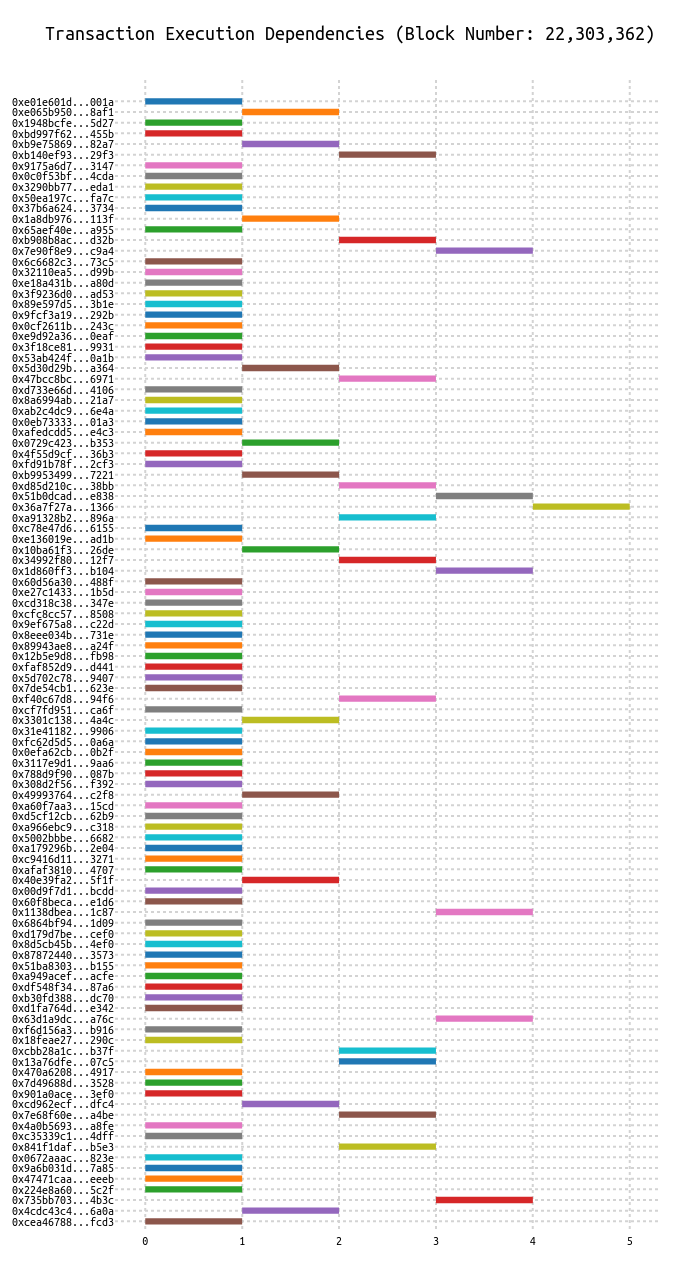 Transaction Execution Dependencies (Block Number: 22,303,362)
0xe01e601d...001a
0xe065b950...8af1
0x1948bcfe...5d27
0xbd997f62...455b
0xb9e75869...82a7
0xb140ef93...29f3
0x9175a6d7...3147
0x0c0f53bf...4cda
0x3290bb77...eda1
0x50ea197c...fa7c
0x37b6a624...3734
0x1a8db976...113f
0x65aef40e...a955
0xb908b8ac...d32b
0x7e90f8e9...c9a4
0x6c6682c3...73c5
0x32110ea5...d99b
0xe18a431b...a80d
0x3f9236d0...ad53
0x89e597d5...3b1e
0x9fcf3a19...292b
0x0cf2611b...243c
0xe9d92a36...0eaf
0x3f18ce81...9931
0x53ab424f...0a1b
0x5d30d29b...a364
0x47bcc8bc...6971
0xd733e66d...4106
0x8a6994ab...21a7
0xab2c4dc9...6e4a
0x0eb73333...01a3
0xafedcdd5...e4c3
0x0729c423...b353
0x4f55d9cf...36b3
0xfd91b78f...2cf3
0xb9953499...7221
0xd85d210c...38bb
0x51b0dcad...e838
0x36a7f27a...1366
0xa91328b2...896a
0xc78e47d6...6155
0xe136019e...ad1b
0x10ba61f3...26de
0x34992f80...12f7
0x1d860ff3...b104
0x60d56a30...488f
0xe27c1433...1b5d
0xcd318c38...347e
0xcfc8cc57...8508
0x9ef675a8...c22d
0x8eee034b...731e
0x89943ae8...a24f
0x12b5e9d8...fb98
0xfaf852d9...d441
0x5d702c78...9407
0x7de54cb1...623e
0xf40c67d8...94f6
0xcf7fd951...ca6f
0x3301c138...4a4c
0x31e41182...9906
0xfc62d5d5...0a6a
0x0efa62cb...0b2f
0x3117e9d1...9aa6
0x788d9f90...087b
0x308d2f56...f392
0x49993764...c2f8
0xa60f7aa3...15cd
0xd5cf12cb...62b9
0xa966ebc9...c318
0x5002bbbe...6682
0xa179296b...2e04
0xc9416d11...3271
0xafaf3810...4707
0x40e39fa2...5f1f
0x00d9f7d1...bcdd
0x60f8beca...e1d6
0x1138dbea...1c87
0x6864bf94...1d09
0xd179d7be...cef0
0x8d5cb45b...4ef0
0x87872440...3573
0x51ba8303...b155
0xa949acef...acfe
0xdf548f34...87a6
0xb30fd388...dc70
0xd1fa764d...e342
0x63d1a9dc...a76c
0xf6d156a3...b916
0x18feae27...290c
0xcbb28a1c...b37f
0x13a76dfe...07c5
0x470a6208...4917
0x7d49688d...3528
0x901a0ace...3ef0
0xcd962ecf...dfc4
0x7e68f60e...a4be
0x4a0b5693...a8fe
0xc35339c1...4dff
0x841f1daf...b5e3
0x0672aaac...823e
0x9a6b031d...7a85
0x47471caa...eeeb
0x224e8a60...5c2f
0x735bb703...4b3c
0x4cdc43c4...6a0a
0xcea46788...fcd3
0 1 2 3 4 5